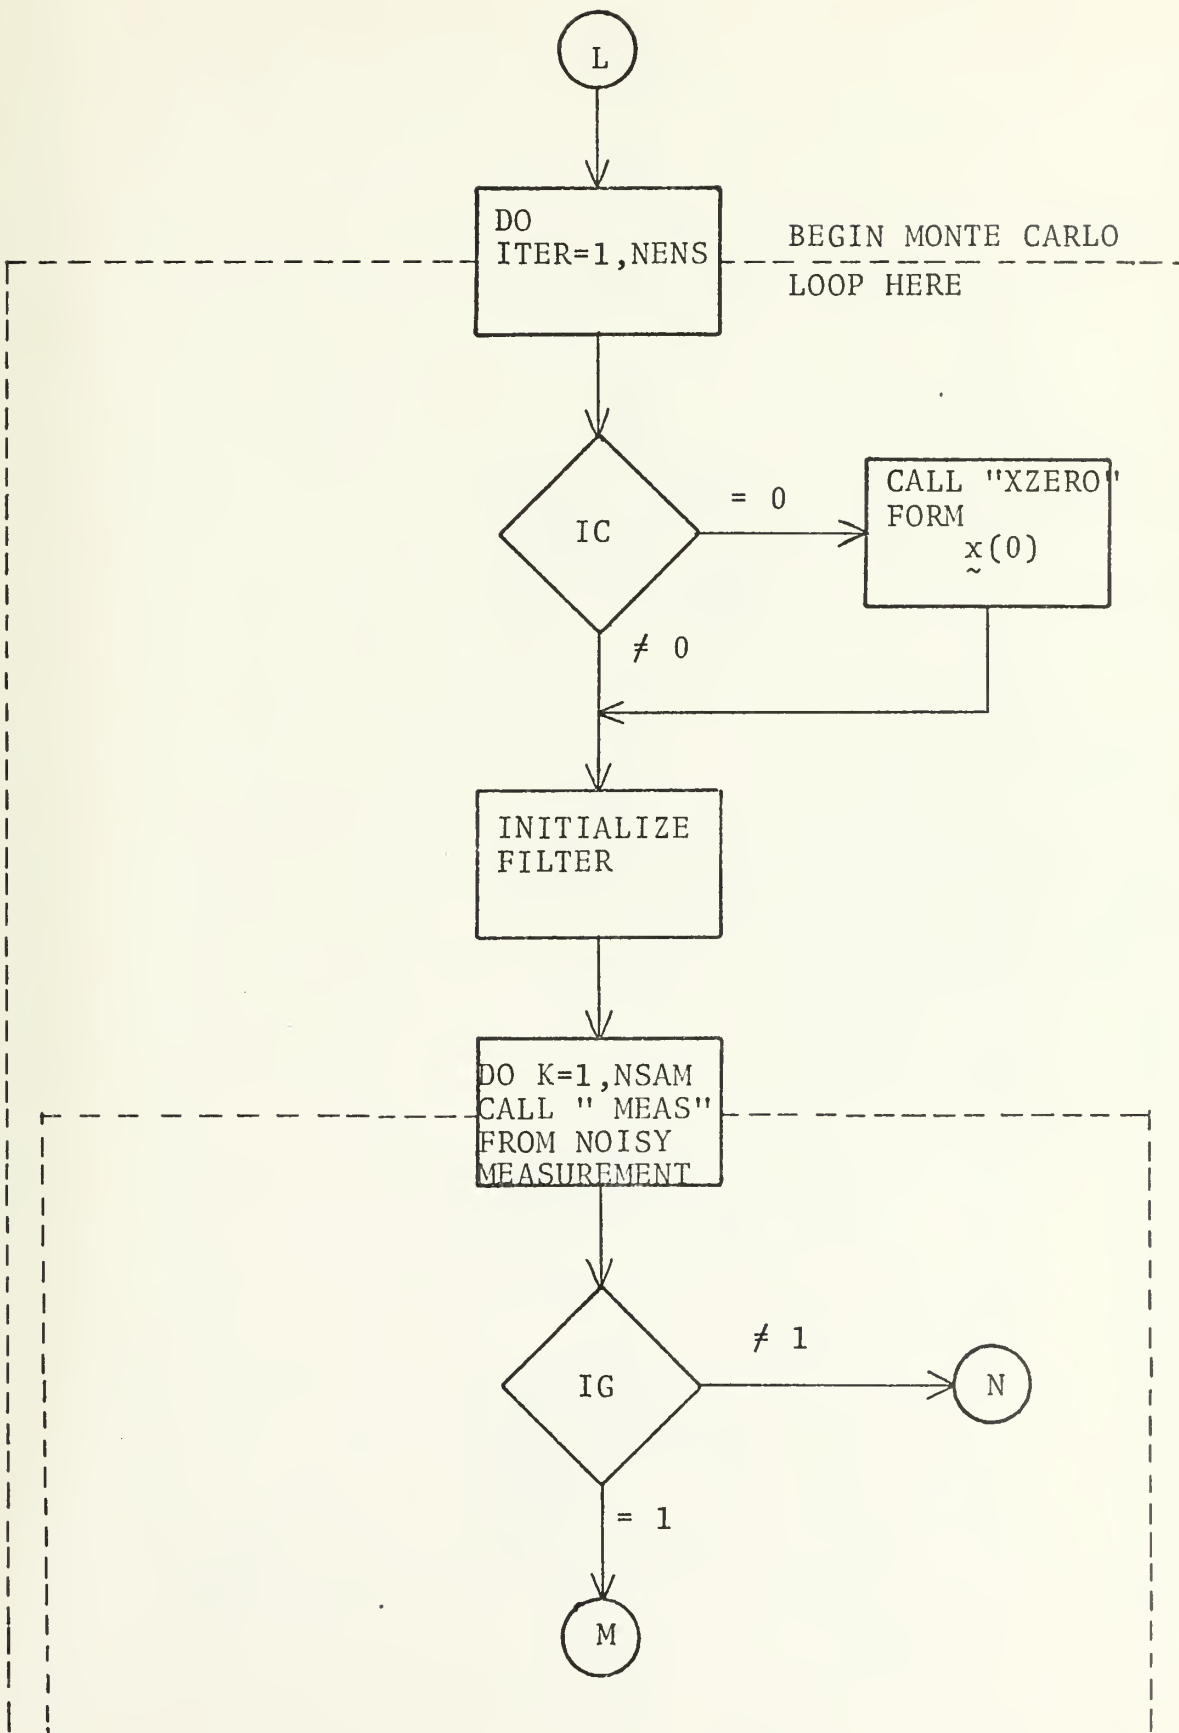 L
DO
ITER=1,NENS
BEGIN MONTE CARLO
LOOP HERE
IC
= 0
CALL "XZERO"
FORM
x̰(0)
≠ 0
INITIALIZE
FILTER
DO K=1,NSAM
CALL " MEAS"
FROM NOISY
MEASUREMENT
IG
≠ 1
N
= 1
M